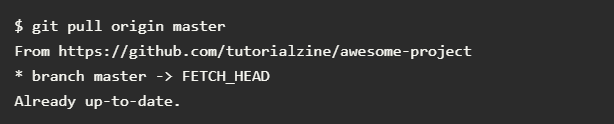 $ git pull origin master
From https://github.com/tutorialzine/awesome-project
* branch master -> FETCH_HEAD
Already up-to-date.